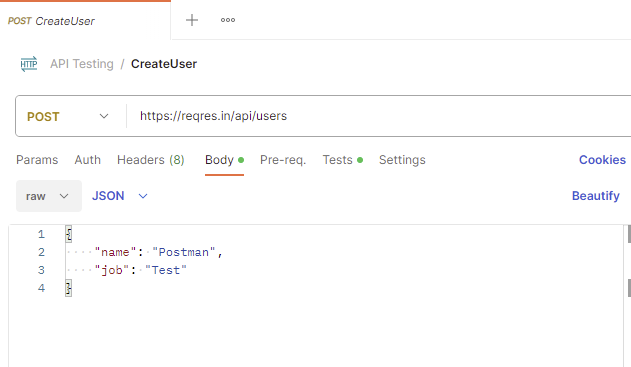 POST CreateUser
HTTP API Testing / CreateUser
POST https://reqres.in/api/users
Params Auth Headers (8) Body Pre-req. Tests Settings Cookies
raw JSON Beautify
1 {
2 "name": "Postman",
3 "job": "Test"
4 }